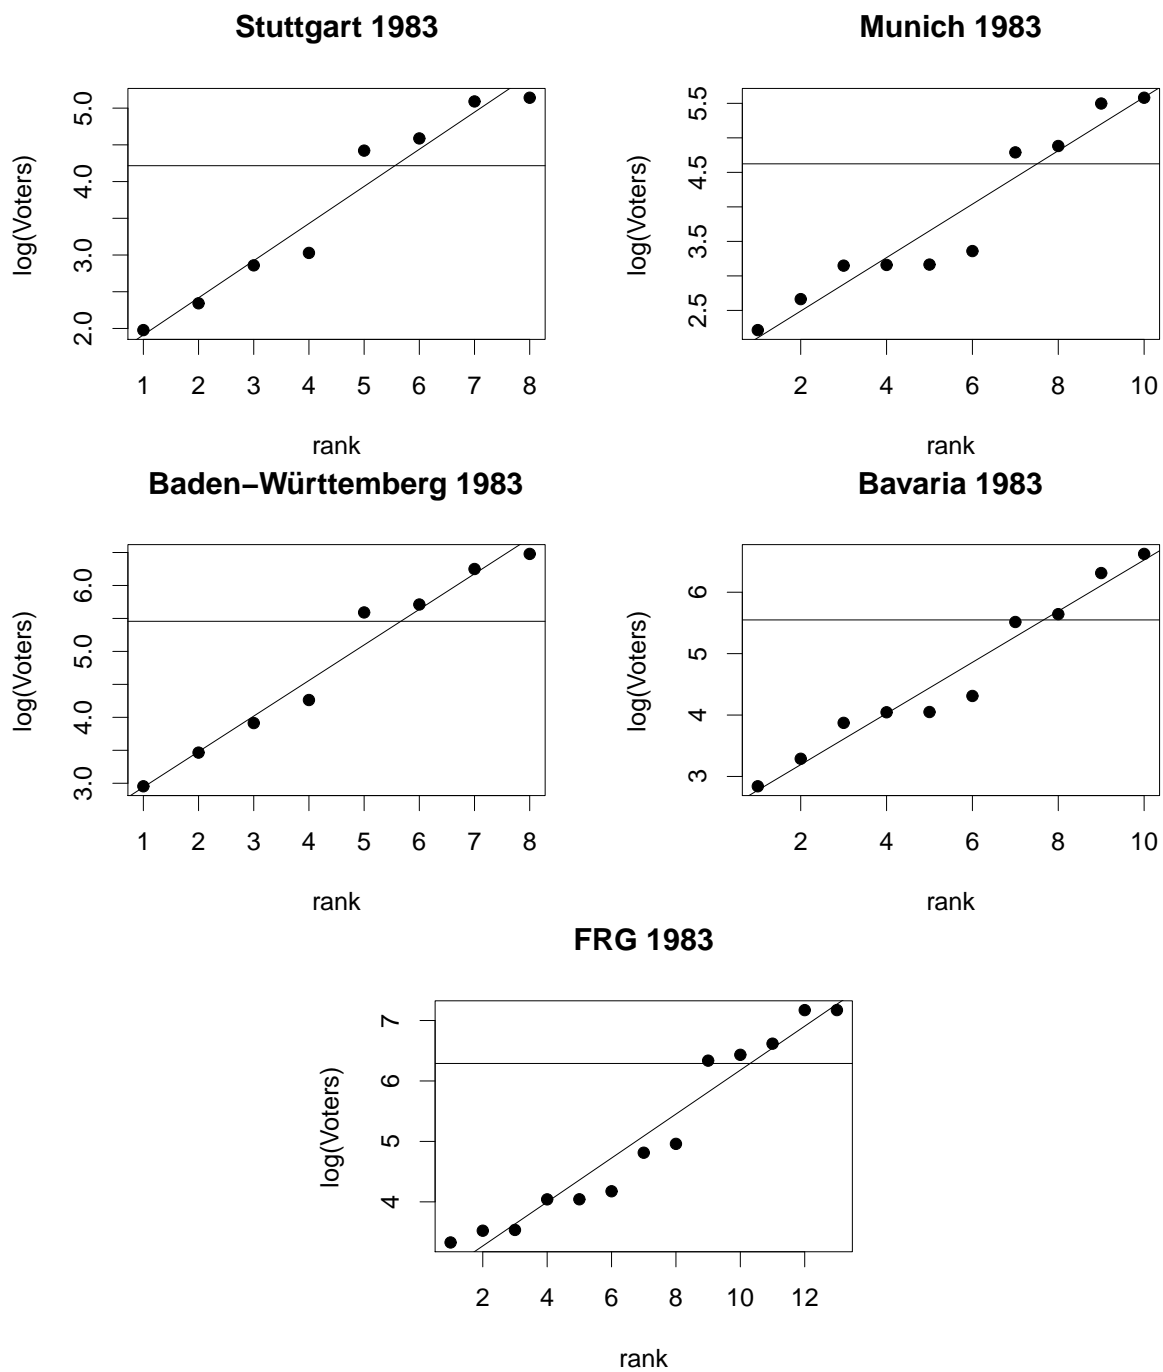 Stuttgart 1983
log(Voters)
5.0
4.0
3.0
2.0
1 2 3 4 5 6 7 8
rank
Munich 1983
log(Voters)
5.5
4.5
3.5
2.5
2 4 6 8 10
rank
Baden−Württemberg 1983
log(Voters)
6.0
5.0
4.0
3.0
1 2 3 4 5 6 7 8
rank
Bavaria 1983
log(Voters)
6
5
4
3
2 4 6 8 10
rank
FRG 1983
log(Voters)
7
6
5
4
2 4 6 8 10 12
rank